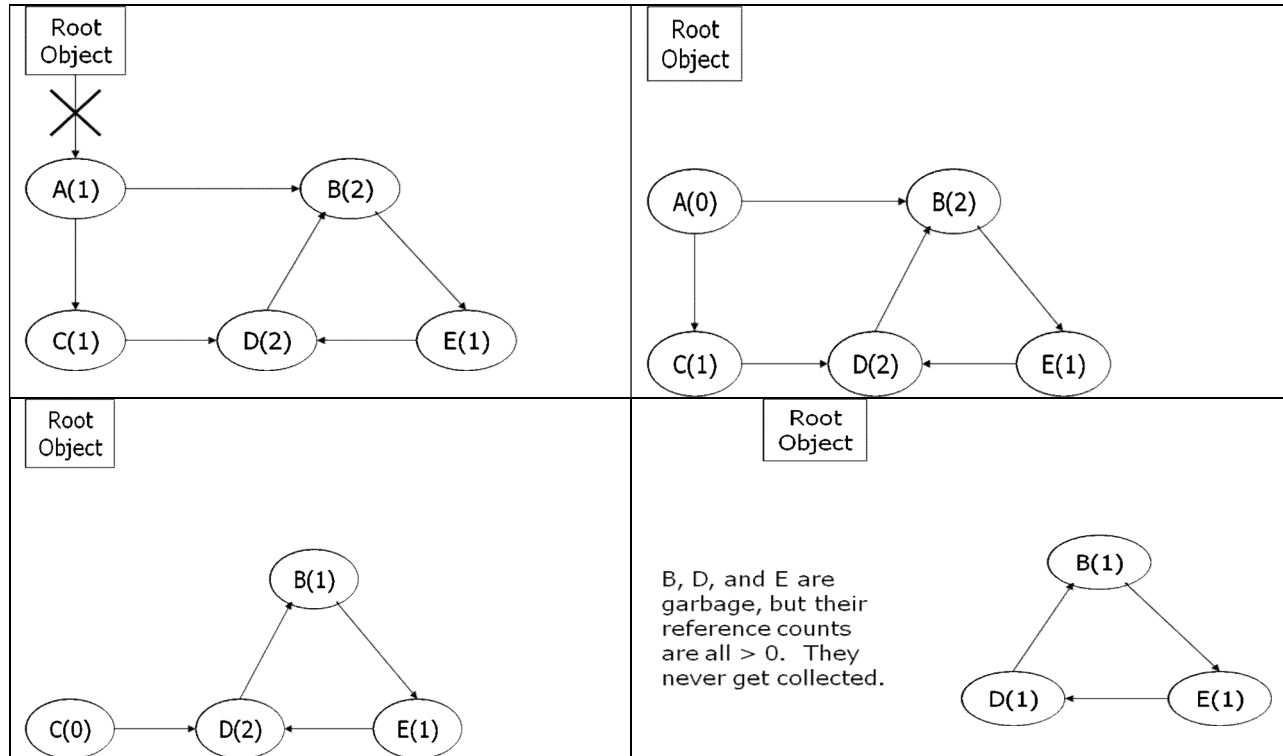 Root
Object
A(1)
B(2)
C(1)
D(2)
E(1)
Root
Object
A(0)
B(2)
C(1)
D(2)
E(1)
Root
Object
B(1)
C(0)
D(2)
E(1)
Root
Object
B, D, and E are
garbage, but their
reference counts
are all > 0. They
never get collected.
B(1)
D(1)
E(1)